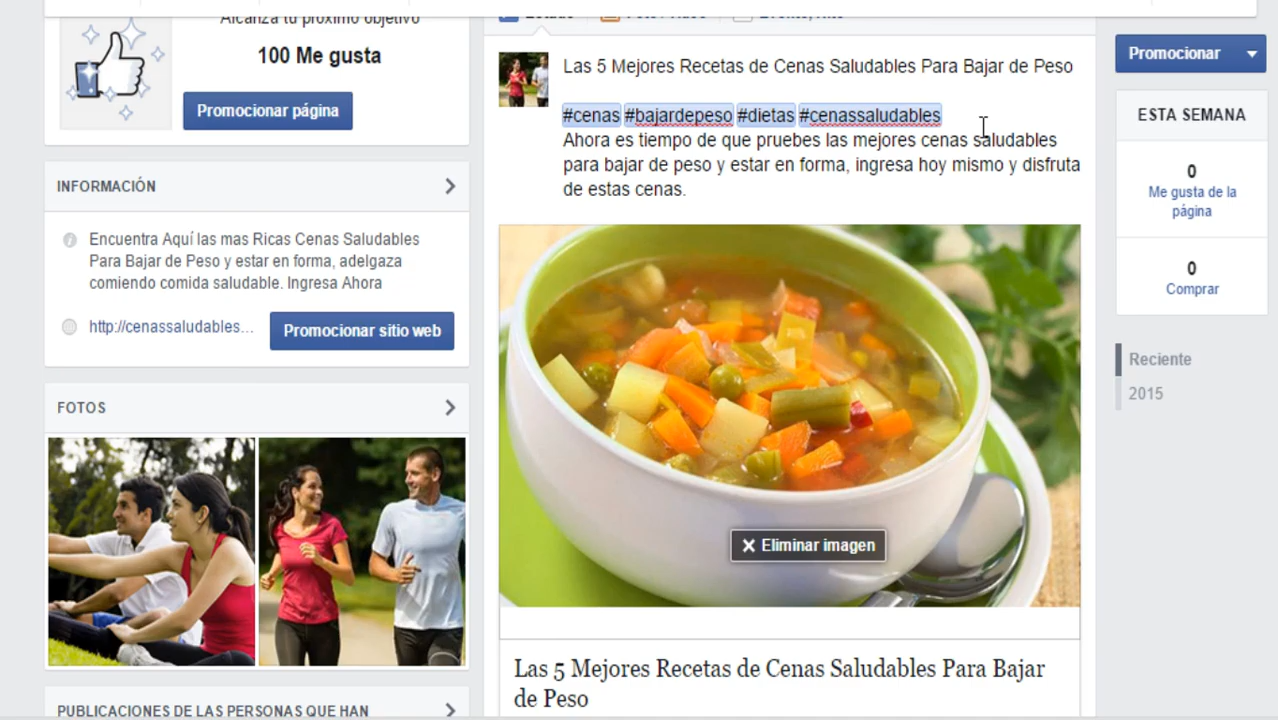 Alcanza tu próximo objetivo
100 Me gusta
Promocionar página
INFORMACIÓN
Encuentra Aquí las mas Ricas Cenas Saludables
Para Bajar de Peso y estar en forma, adelgaza
comiendo comida saludable. Ingresa Ahora
http://cenassaludables...
Promocionar sitio web
FOTOS
PUBLICACIONES DE LAS PERSONAS QUE HAN
Estado
Las 5 Mejores Recetas de Cenas Saludables Para Bajar de Peso
#cenas #bajardepeso #dietas #cenassaludables
Ahora es tiempo de que pruebes las mejores cenas saludables
para bajar de peso y estar en forma, ingresa hoy mismo y disfruta
de estas cenas.
Eliminar imagen
Las 5 Mejores Recetas de Cenas Saludables Para Bajar
de Peso
Promocionar
ESTA SEMANA
0
Me gusta de la
página
0
Comprar
Reciente
2015